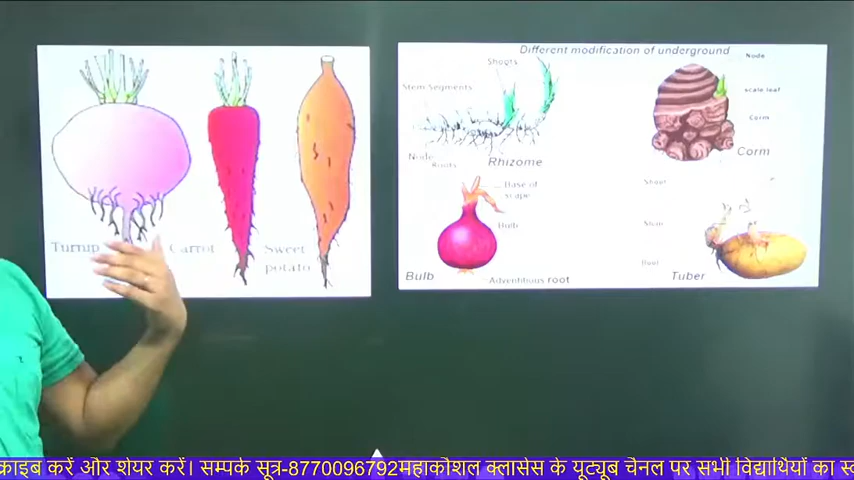 Turnip
Carrot
Sweet
potato
Different modification of underground
Shoots
Stem Segments
Node
Roots
Rhizome
Node
scale leaf
Corm
Corm
Base of
scape
Bulb
Bulb
Adventitious root
Shoot
Root
Tuber
क्राइब करें और शेयर करें। सम्पर्क सूत्र-8770096792महाकौशल क्लासेस के यूट्यूब चैनल पर सभी विद्यार्थियों का स्व